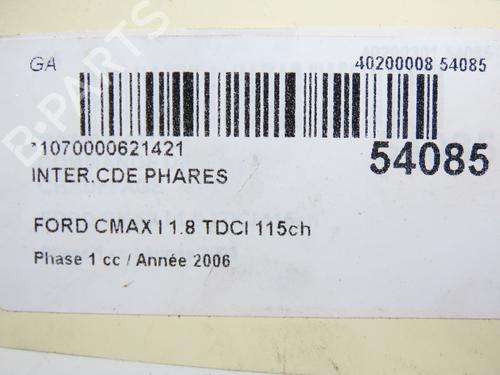 GA
40200008 54085
*1070000621421
54085
INTER.CDE PHARES
FORD CMAX I 1.8 TDCI 115ch
Phase 1 cc / Année 2006
B-PARTS